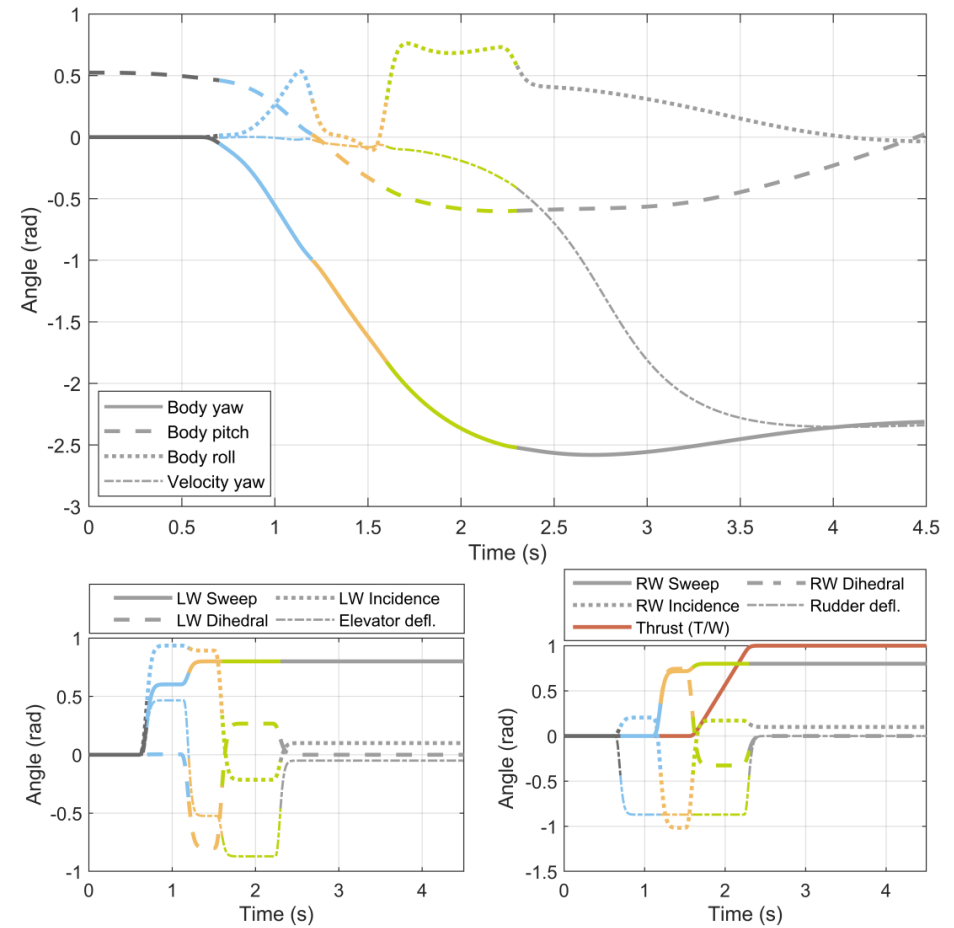 1
0.5
0
-0.5
-1
-1.5
-2
-2.5
-3
Angle (rad)
Body yaw
Body pitch
Body roll
Velocity yaw
0 0.5 1 1.5 2 2.5 3 3.5 4 4.5
Time (s)
LW Sweep LW Incidence
LW Dihedral Elevator defl.
1
0.5
0
-0.5
-1
Angle (rad)
0 1 2 3 4
Time (s)
RW Sweep RW Dihedral
RW Incidence Rudder defl.
Thrust (T/W)
1
0.5
0
-0.5
-1
-1.5
Angle (rad)
0 1 2 3 4
Time (s)